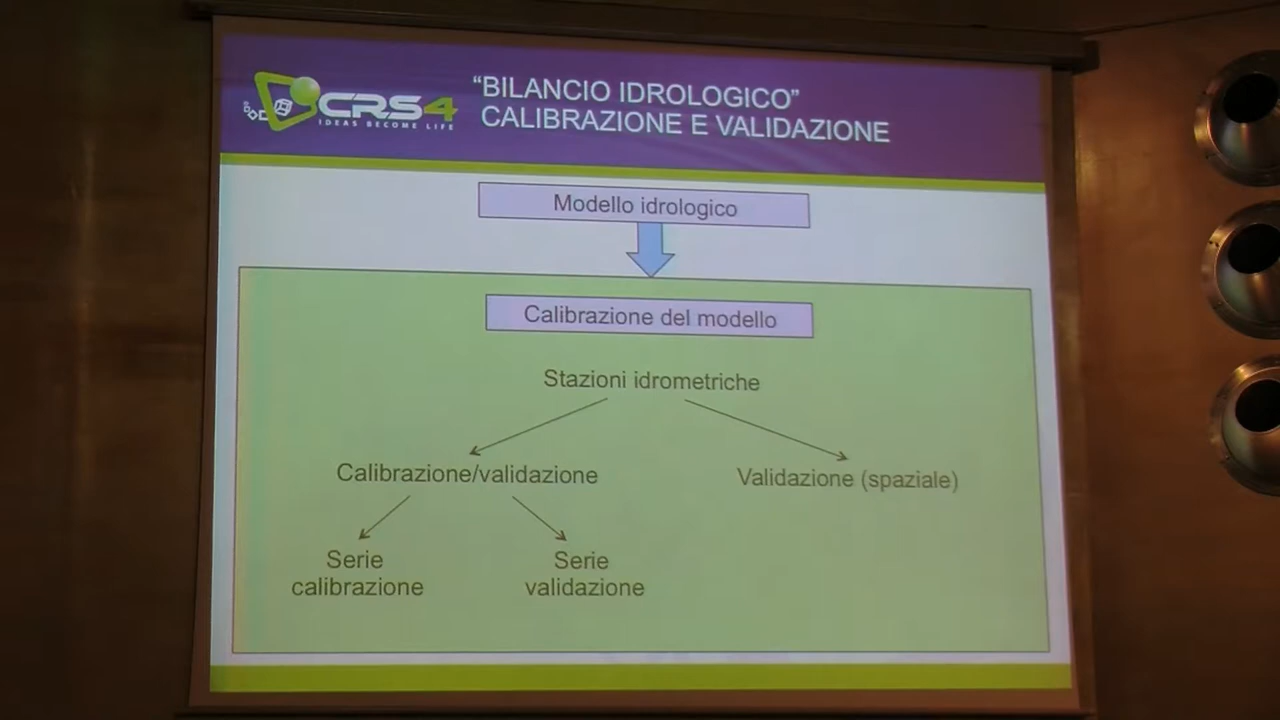 CRS4
IDEAS BECOME LIFE
“BILANCIO IDROLOGICO”
CALIBRAZIONE E VALIDAZIONE
Modello idrologico
Calibrazione del modello
Stazioni idrometriche
Calibrazione/validazione
Validazione (spaziale)
Serie
calibrazione
Serie
validazione